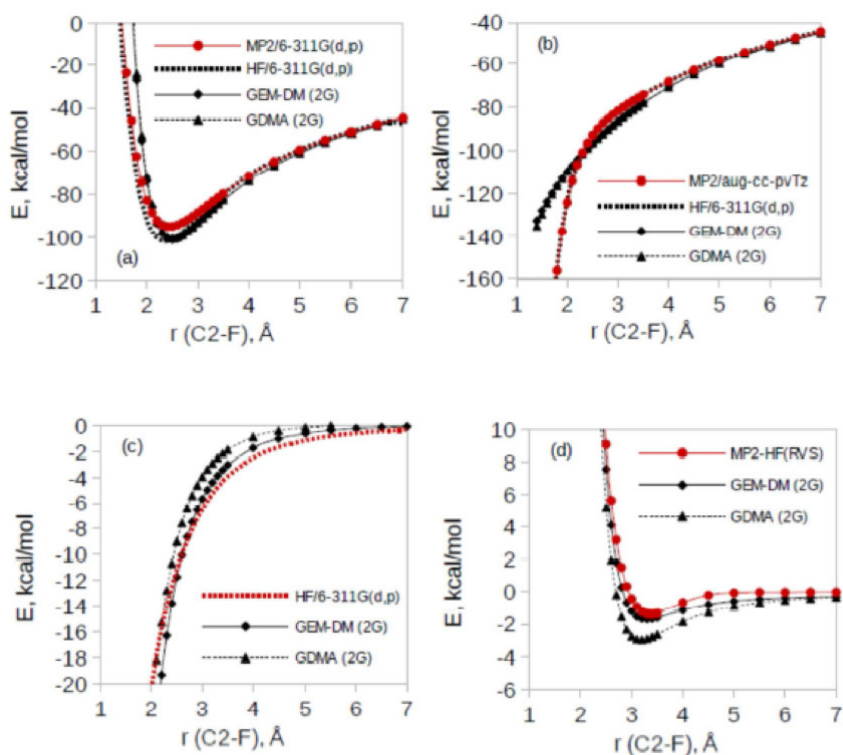 0
-20
-40
-60
-80
-100
-120
E, kcal/mol
MP2/6-311G(d,p)
HF/6-311G(d,p)
GEM-DM (2G)
GDMA (2G)
(a)
1 2 3 4 5 6 7
r (C2-F), Å
-40
-60
-80
-100
-120
-140
-160
E, kcal/mol
(b)
MP2/aug-cc-pvTz
HF/6-311G(d,p)
GEM-DM (2G)
GDMA (2G)
1 2 3 4 5 6 7
r (C2-F), Å
0
-2
-4
-6
-8
-10
-12
-14
-16
-18
-20
E, kcal/mol
(c)
HF/6-311G(d,p)
GEM-DM (2G)
GDMA (2G)
1 2 3 4 5 6 7
r (C2-F), Å
10
8
6
4
2
0
-2
-4
-6
E, kcal/mol
(d)
MP2-HF(RVS)
GEM-DM (2G)
GDMA (2G)
1 2 3 4 5 6 7
r (C2-F), Å